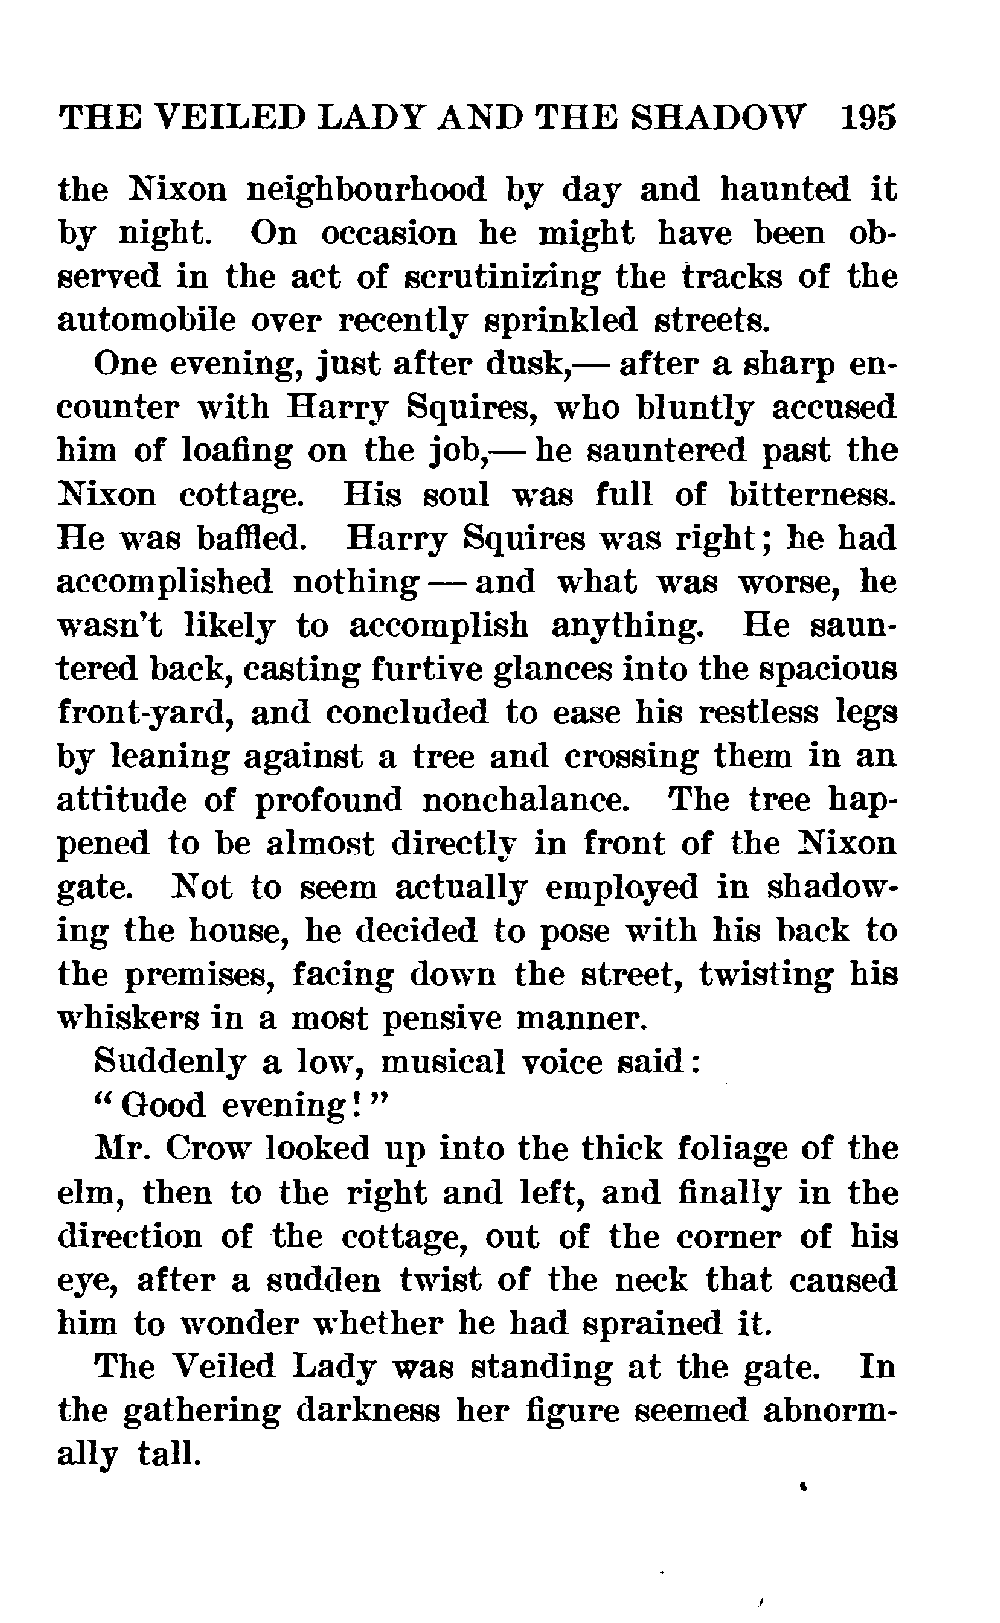 THE VEILED LADY AND THE SHADOW 195
the Nixon neighbourhood by day and haunted it
by night. On occasion he might have been ob-
served in the act of scrutinizing the tracks of the
automobile over recently sprinkled streets.
One evening, just after dusk,— after a sharp en-
counter with Harry Squires, who bluntly accused
him of loafing on the job,— he sauntered past the
Nixon cottage. His soul was full of bitterness.
He was baffled. Harry Squires was right; he had
accomplished nothing — and what was worse, he
wasn't likely to accomplish anything. He saun-
tered back, casting furtive glances into the spacious
front-yard, and concluded to ease his restless legs
by leaning against a tree and crossing them in an
attitude of profound nonchalance. The tree hap-
pened to be almost directly in front of the Nixon
gate. Not to seem actually employed in shadow-
ing the house, he decided to pose with his back to
the premises, facing down the street, twisting his
whiskers in a most pensive manner.
Suddenly a low, musical voice said:
" Good evening! "
Mr. Crow looked up into the thick foliage of the
elm, then to the right and left, and finally in the
direction of the cottage, out of the corner of his
eye, after a sudden twist of the neck that caused
him to wonder whether he had sprained it.
The Veiled Lady was standing at the gate. In
the gathering darkness her figure seemed abnorm-
ally tall.